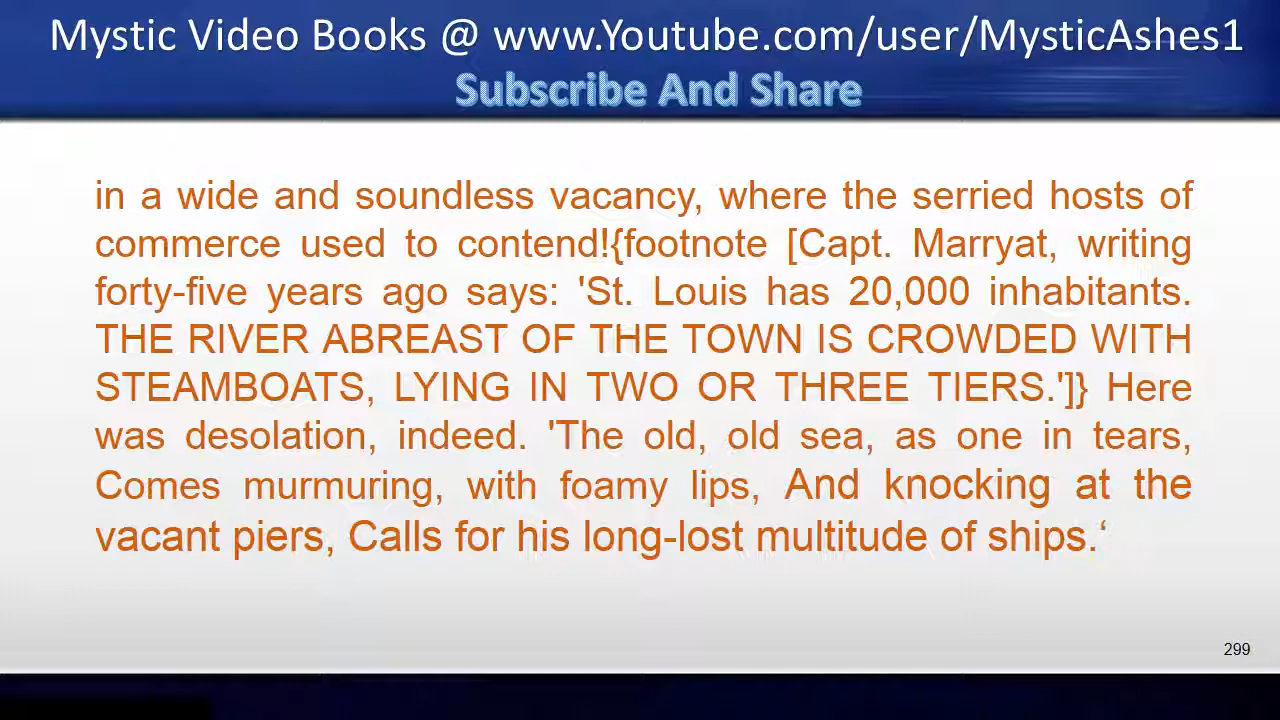 Mystic Video Books @ www.Youtube.com/user/MysticAshes1
Subscribe And Share
in a wide and soundless vacancy, where the serried hosts of
commerce used to contend!{footnote [Capt. Marryat, writing
forty-five years ago says: 'St. Louis has 20,000 inhabitants.
THE RIVER ABREAST OF THE TOWN IS CROWDED WITH
STEAMBOATS, LYING IN TWO OR THREE TIERS.']} Here
was desolation, indeed. 'The old, old sea, as one in tears,
Comes murmuring, with foamy lips, And knocking at the
vacant piers, Calls for his long-lost multitude of ships.‘
299